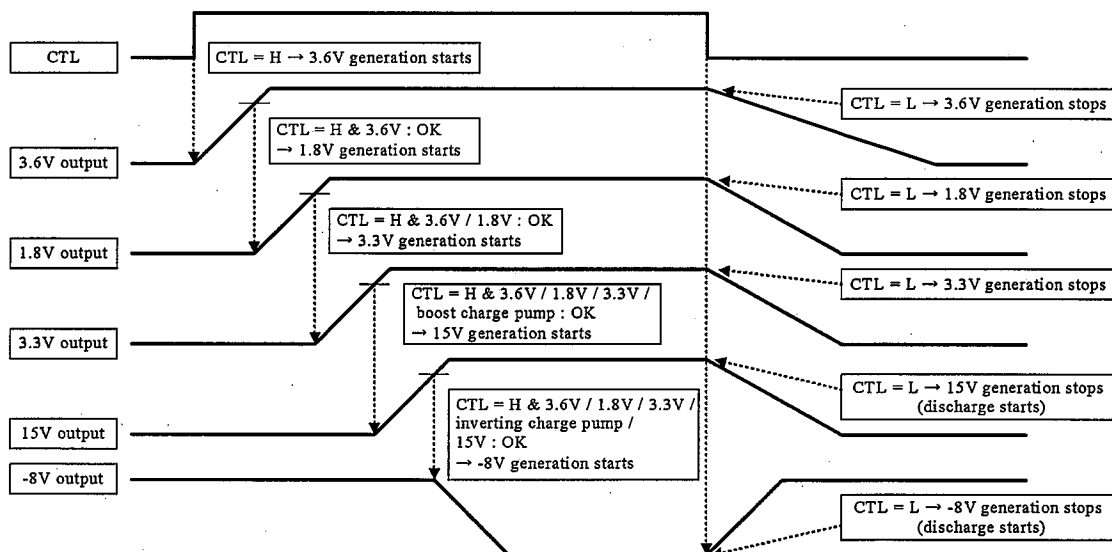 CTL
CTL = H → 3.6V generation starts
CTL = L → 3.6V generation stops
CTL = H & 3.6V : OK
→ 1.8V generation starts
3.6V output
CTL = L → 1.8V generation stops
CTL = H & 3.6V / 1.8V : OK
→ 3.3V generation starts
1.8V output
CTL = L → 3.3V generation stops
CTL = H & 3.6V / 1.8V / 3.3V /
boost charge pump : OK
→ 15V generation starts
3.3V output
CTL = L → 15V generation stops
(discharge starts)
CTL = H & 3.6V / 1.8V / 3.3V /
inverting charge pump /
15V : OK
→ -8V generation starts
15V output
-8V output
CTL = L → -8V generation stops
(discharge starts)